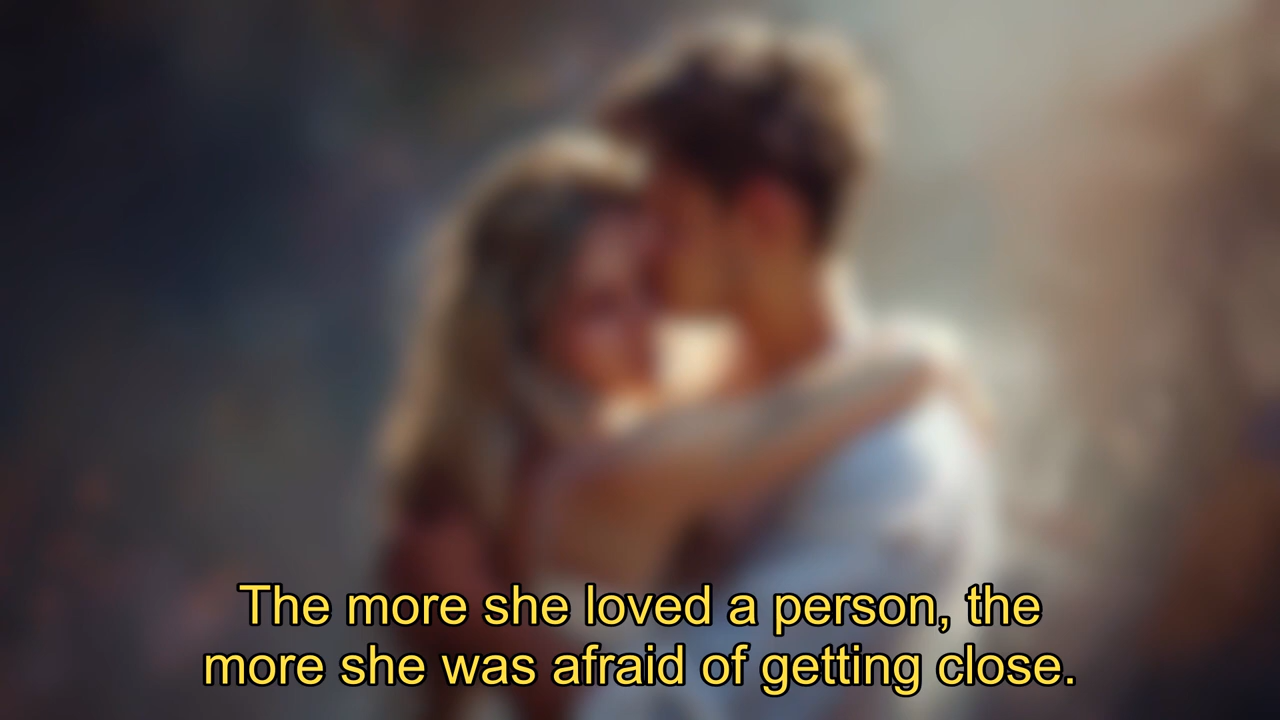 The more she loved a person, the
more she was afraid of getting close.